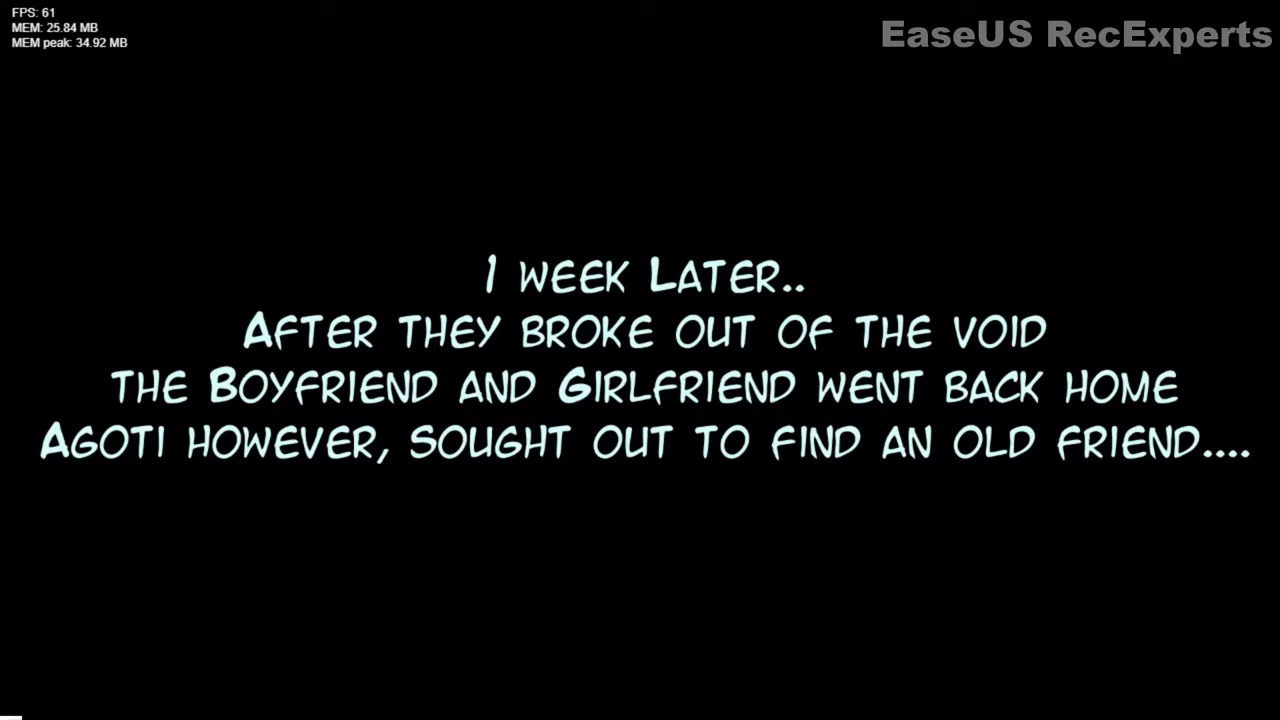 FPS: 61
MEM: 25.84 MB
MEM peak: 34.92 MB
EaseUS RecExperts
1 week Later..
After they broke out of the void
the Boyfriend and Girlfriend went back home
Agoti however, sought out to find an old friend....